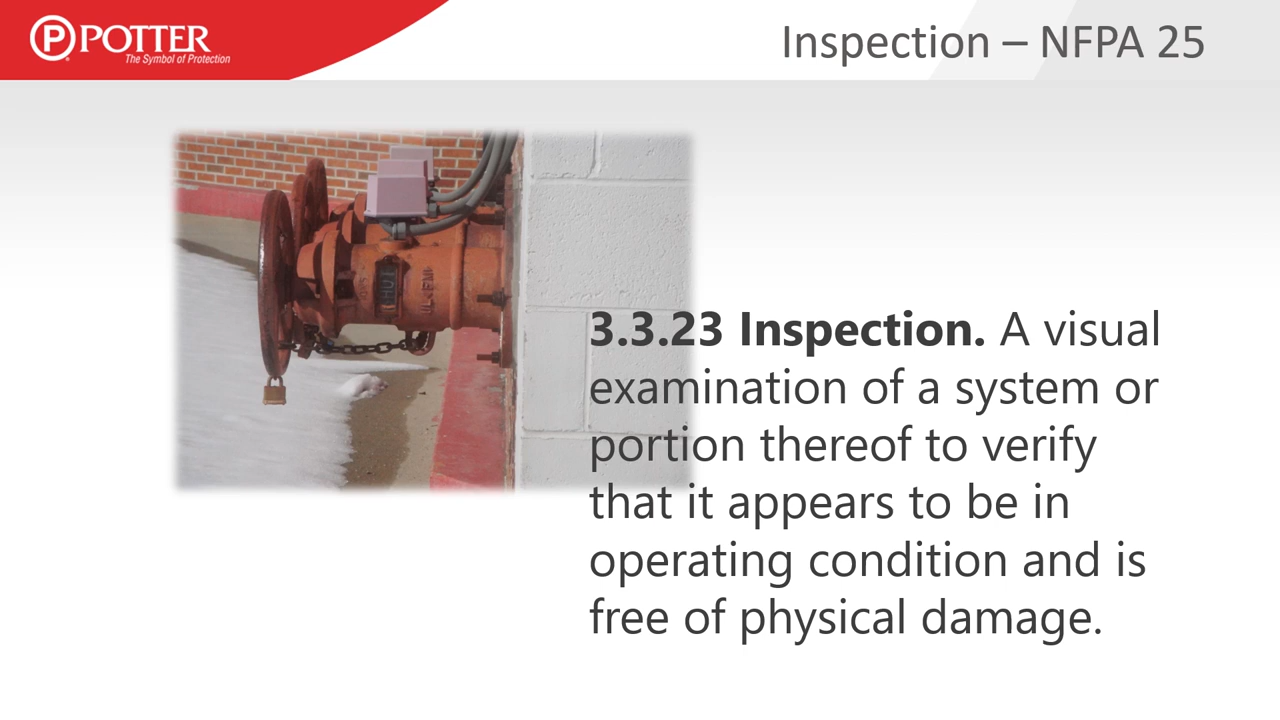 POTTER
The Symbol of Protection
Inspection – NFPA 25
3.3.23 Inspection. A visual
examination of a system or
portion thereof to verify
that it appears to be in
operating condition and is
free of physical damage.